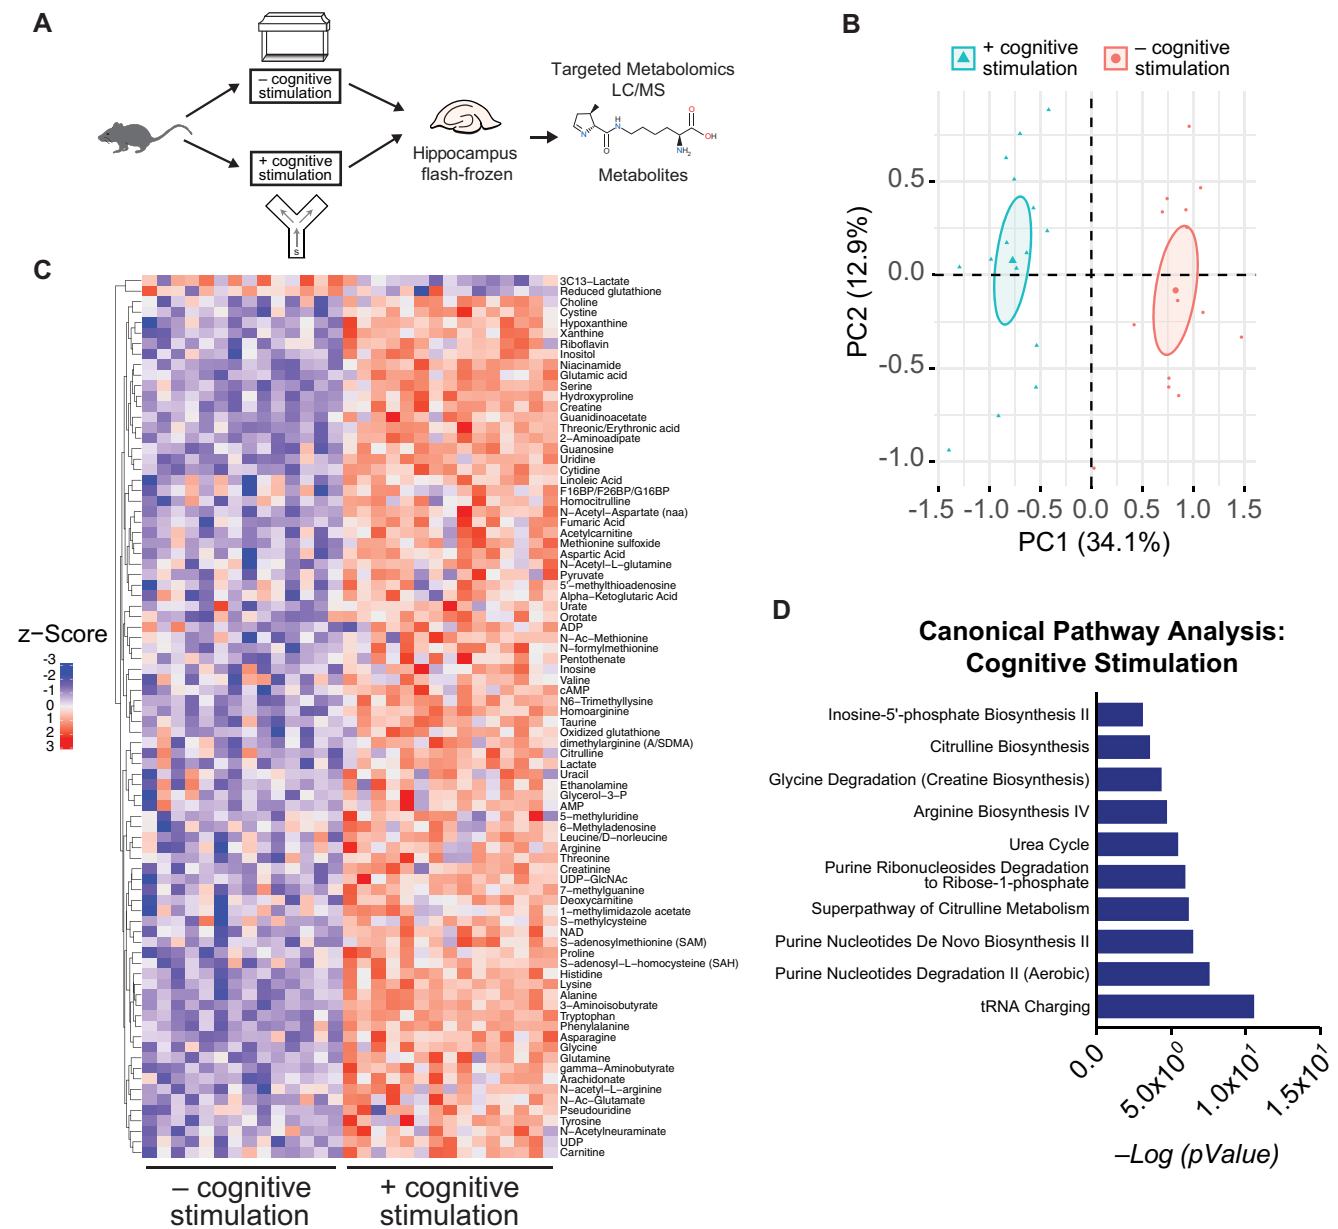 A
– cognitive
stimulation
+ cognitive
stimulation
S
Hippocampus
flash-frozen
Targeted Metabolomics
LC/MS
N
H
N
O
O
OH
NH2
Metabolites
B
+ cognitive
stimulation
– cognitive
stimulation
PC2 (12.9%)
0.5
0.0
-0.5
-1.0
-1.5
-1.0
-0.5
0.0
0.5
1.0
1.5
PC1 (34.1%)
C
z–Score
-3
-2
-1
0
1
2
3
3C13–Lactate
Reduced glutathione
Choline
Cystine
Hypoxanthine
Xanthine
Riboflavin
Inositol
Niacinamide
Glutamic acid
Serine
Hydroxyproline
Creatine
Guanidinoacetate
Threonic/Erythronic acid
2–Aminoadipate
Guanosine
Uridine
Cytidine
Linoleic Acid
F16BP/F26BP/G16BP
Homocitrulline
N–Acetyl–Aspartate (naa)
Fumaric Acid
Acetylcarnitine
Methionine sulfoxide
Aspartic Acid
N–Acetyl–L–glutamine
Pyruvate
5'–methylthioadenosine
Alpha–Ketoglutaric Acid
Urate
Orotate
ADP
N–Ac–Methionine
N–formylmethionine
Pentothenate
Inosine
Valine
cAMP
N6–Trimethyllysine
Homoarginine
Taurine
Oxidized glutathione
dimethylarginine (A/SDMA)
Citrulline
Lactate
Uracil
Ethanolamine
Glycerol–3–P
AMP
5–methyluridine
6–Methyladenosine
Leucine/D–norleucine
Arginine
Threonine
Creatinine
UDP–GlcNAc
7–methylguanine
Deoxycarnitine
1–methylimidazole acetate
S–methylcysteine
NAD
S–adenosylmethionine (SAM)
Proline
S–adenosyl–L–homocysteine (SAH)
Histidine
Lysine
Alanine
3–Aminoisobutyrate
Tryptophan
Phenylalanine
Asparagine
Glycine
Glutamine
gamma–Aminobutyrate
Arachidonate
N–acetyl–L–arginine
N–Ac–Glutamate
Pseudouridine
Tyrosine
N–Acetylneuraminate
UDP
Carnitine
– cognitive
stimulation
+ cognitive
stimulation
D
Canonical Pathway Analysis:
Cognitive Stimulation
Inosine-5'-phosphate Biosynthesis II
Citrulline Biosynthesis
Glycine Degradation (Creatine Biosynthesis)
Arginine Biosynthesis IV
Urea Cycle
Purine Ribonucleosides Degradation
to Ribose-1-phosphate
Superpathway of Citrulline Metabolism
Purine Nucleotides De Novo Biosynthesis II
Purine Nucleotides Degradation II (Aerobic)
tRNA Charging
0.0
5.0x10⁰
1.0x10¹
1.5x10¹
–Log (pValue)